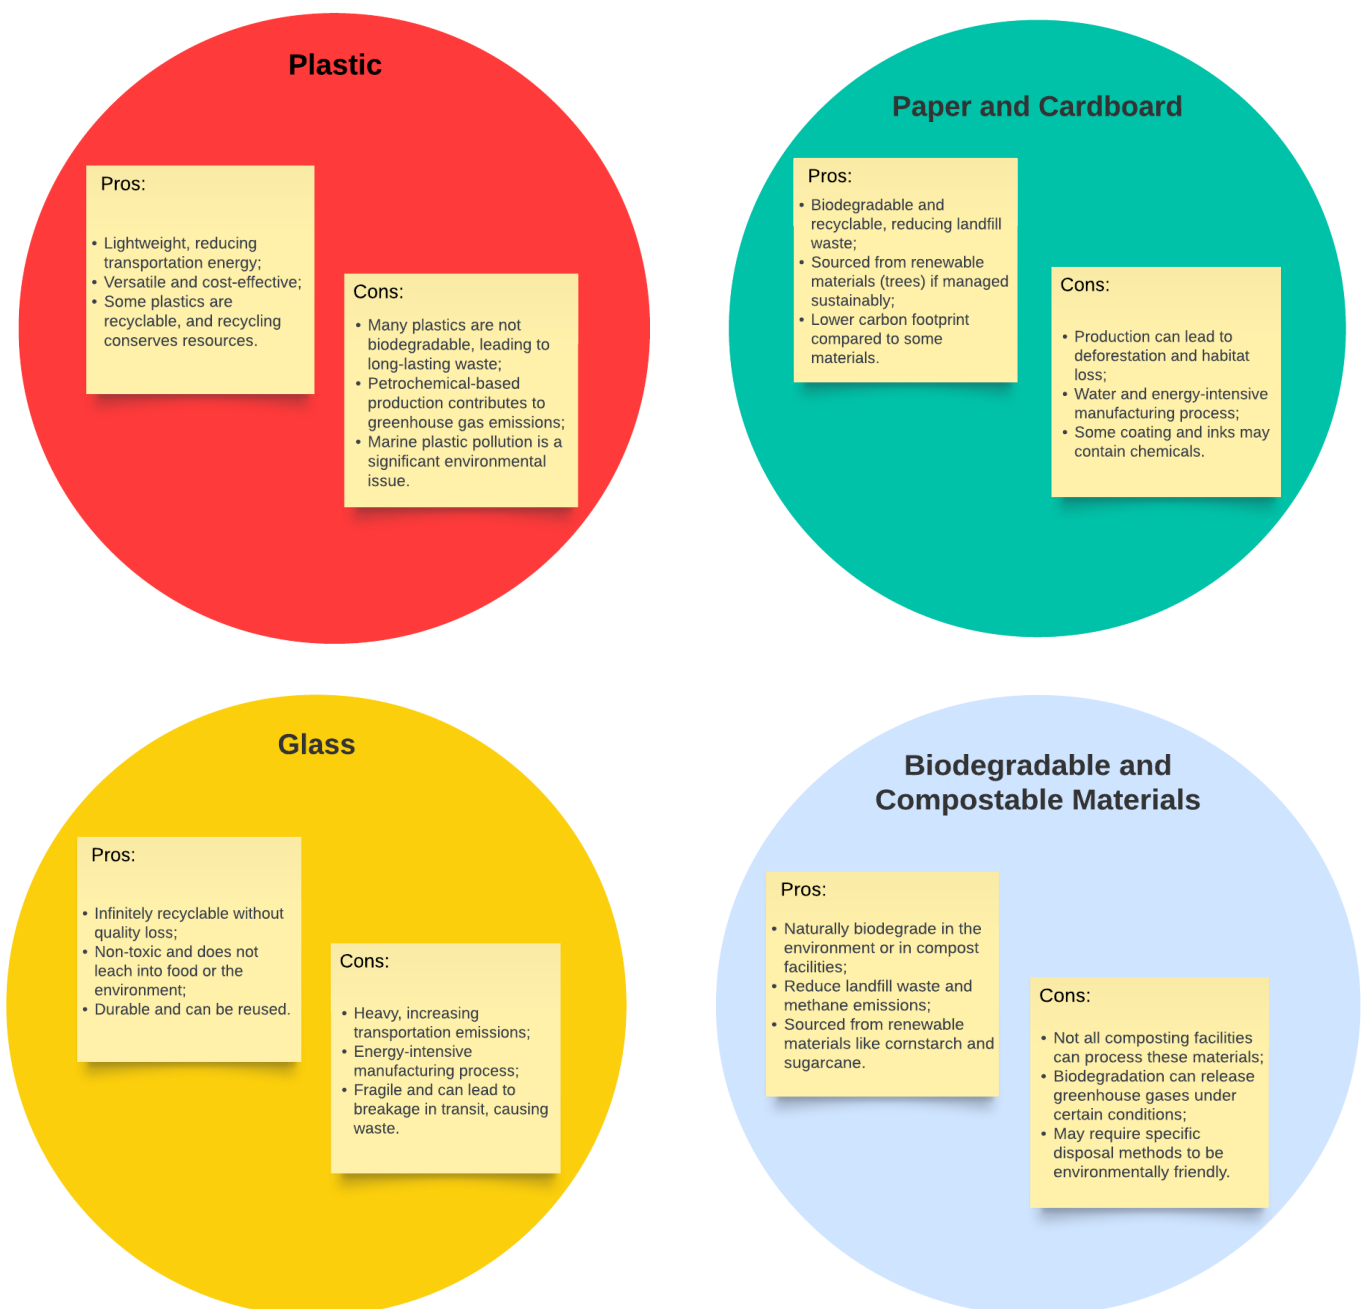 Plastic
Pros:
• Lightweight, reducing
transportation energy;
• Versatile and cost-effective;
• Some plastics are
recyclable, and recycling
conserves resources.
Cons:
• Many plastics are not
biodegradable, leading to
long-lasting waste;
• Petrochemical-based
production contributes to
greenhouse gas emissions;
• Marine plastic pollution is a
significant environmental
issue.
Paper and Cardboard
Pros:
• Biodegradable and
recyclable, reducing landfill
waste;
• Sourced from renewable
materials (trees) if managed
sustainably;
• Lower carbon footprint
compared to some
materials.
Cons:
• Production can lead to
deforestation and habitat
loss;
• Water and energy-intensive
manufacturing process;
• Some coating and inks may
contain chemicals.
Glass
Pros:
• Infinitely recyclable without
quality loss;
• Non-toxic and does not
leach into food or the
environment;
• Durable and can be reused.
Cons:
• Heavy, increasing
transportation emissions;
• Energy-intensive
manufacturing process;
• Fragile and can lead to
breakage in transit, causing
waste.
Biodegradable and
Compostable Materials
Pros:
• Naturally biodegrade in the
environment or in compost
facilities;
• Reduce landfill waste and
methane emissions;
• Sourced from renewable
materials like cornstarch and
sugarcane.
Cons:
• Not all composting facilities
can process these materials;
• Biodegradation can release
greenhouse gases under
certain conditions;
• May require specific
disposal methods to be
environmentally friendly.